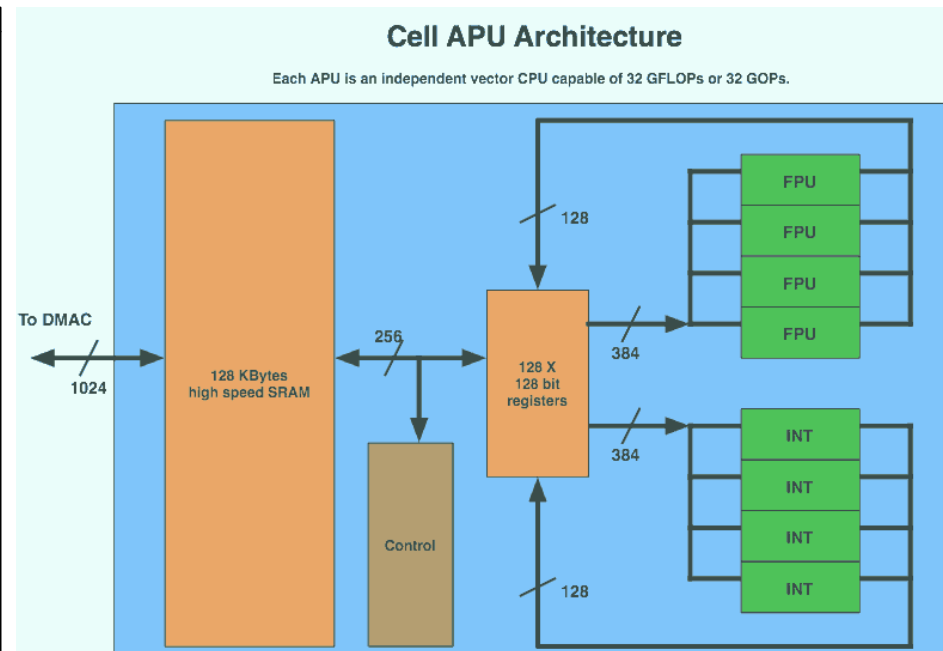 Cell APU Architecture
Each APU is an independent vector CPU capable of 32 GFLOPs or 32 GOPs.
To DMAC
1024
128 KBytes
high speed SRAM
256
Control
128 X
128 bit
registers
128
384
384
128
FPU
FPU
FPU
FPU
INT
INT
INT
INT